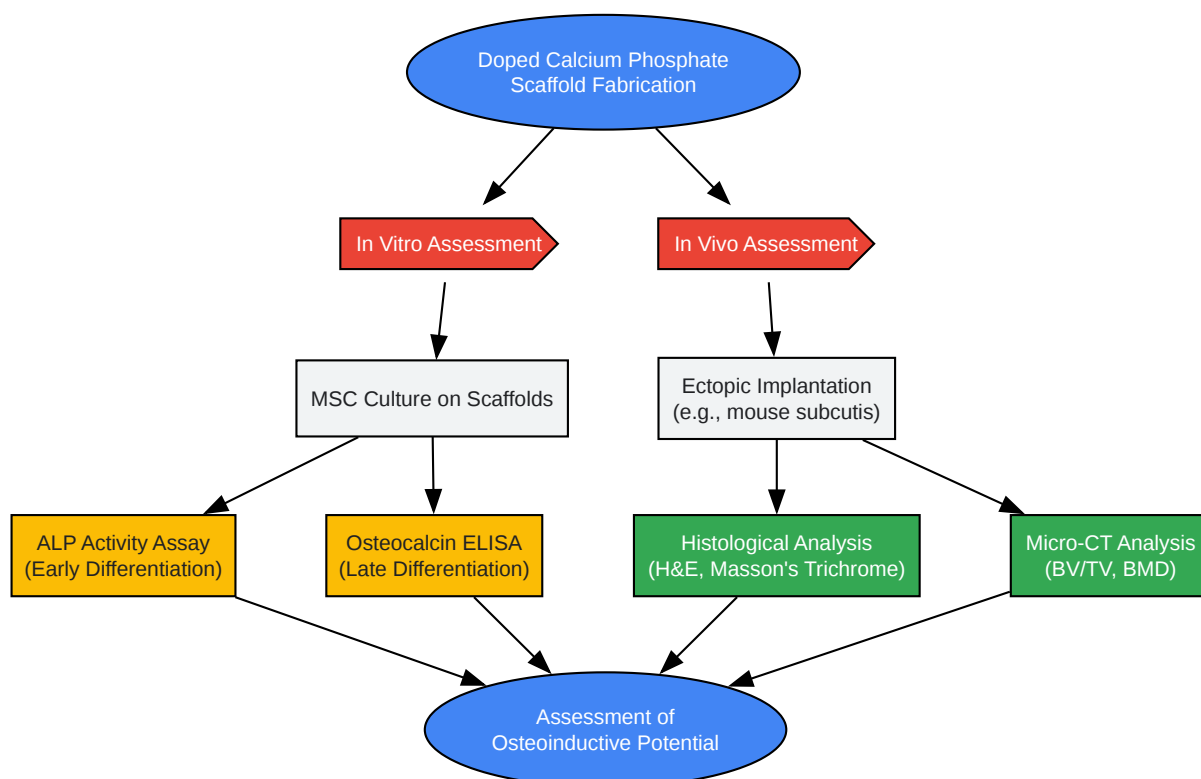 Doped Calcium Phosphate
Scaffold Fabrication
In Vitro Assessment
In Vivo Assessment
MSC Culture on Scaffolds
Ectopic Implantation
(e.g., mouse subcutis)
ALP Activity Assay
(Early Differentiation)
Osteocalcin ELISA
(Late Differentiation)
Histological Analysis
(H&E, Masson's Trichrome)
Micro-CT Analysis
(BV/TV, BMD)
Assessment of
Osteoinductive Potential